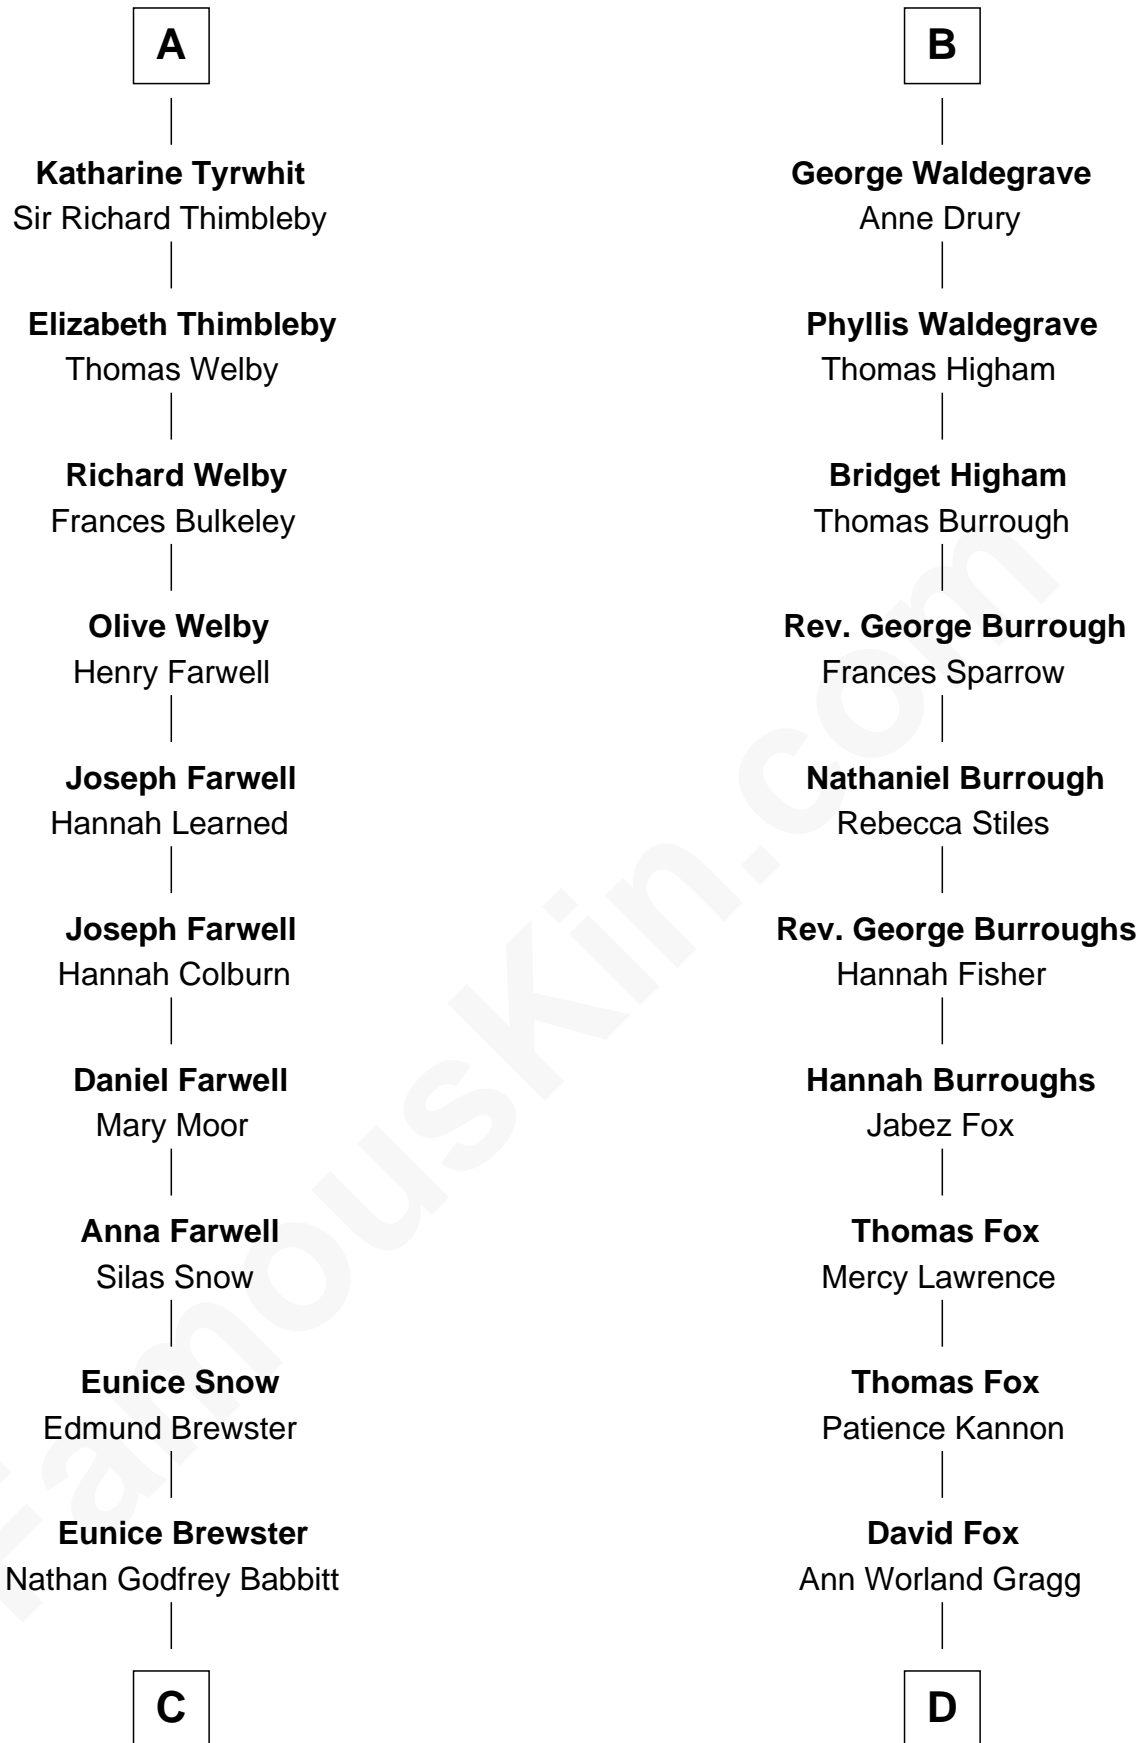 A
Katharine Tyrwhit
Sir Richard Thimbleby
Elizabeth Thimbleby
Thomas Welby
Richard Welby
Frances Bulkeley
Olive Welby
Henry Farwell
Joseph Farwell
Hannah Learned
Joseph Farwell
Hannah Colburn
Daniel Farwell
Mary Moor
Anna Farwell
Silas Snow
Eunice Snow
Edmund Brewster
Eunice Brewster
Nathan Godfrey Babbitt
C
B
George Waldegrave
Anne Drury
Phyllis Waldegrave
Thomas Higham
Bridget Higham
Thomas Burrough
Rev. George Burrough
Frances Sparrow
Nathaniel Burrough
Rebecca Stiles
Rev. George Burroughs
Hannah Fisher
Hannah Burroughs
Jabez Fox
Thomas Fox
Mercy Lawrence
Thomas Fox
Patience Kannon
David Fox
Ann Worland Gragg
D
FamousKin.com